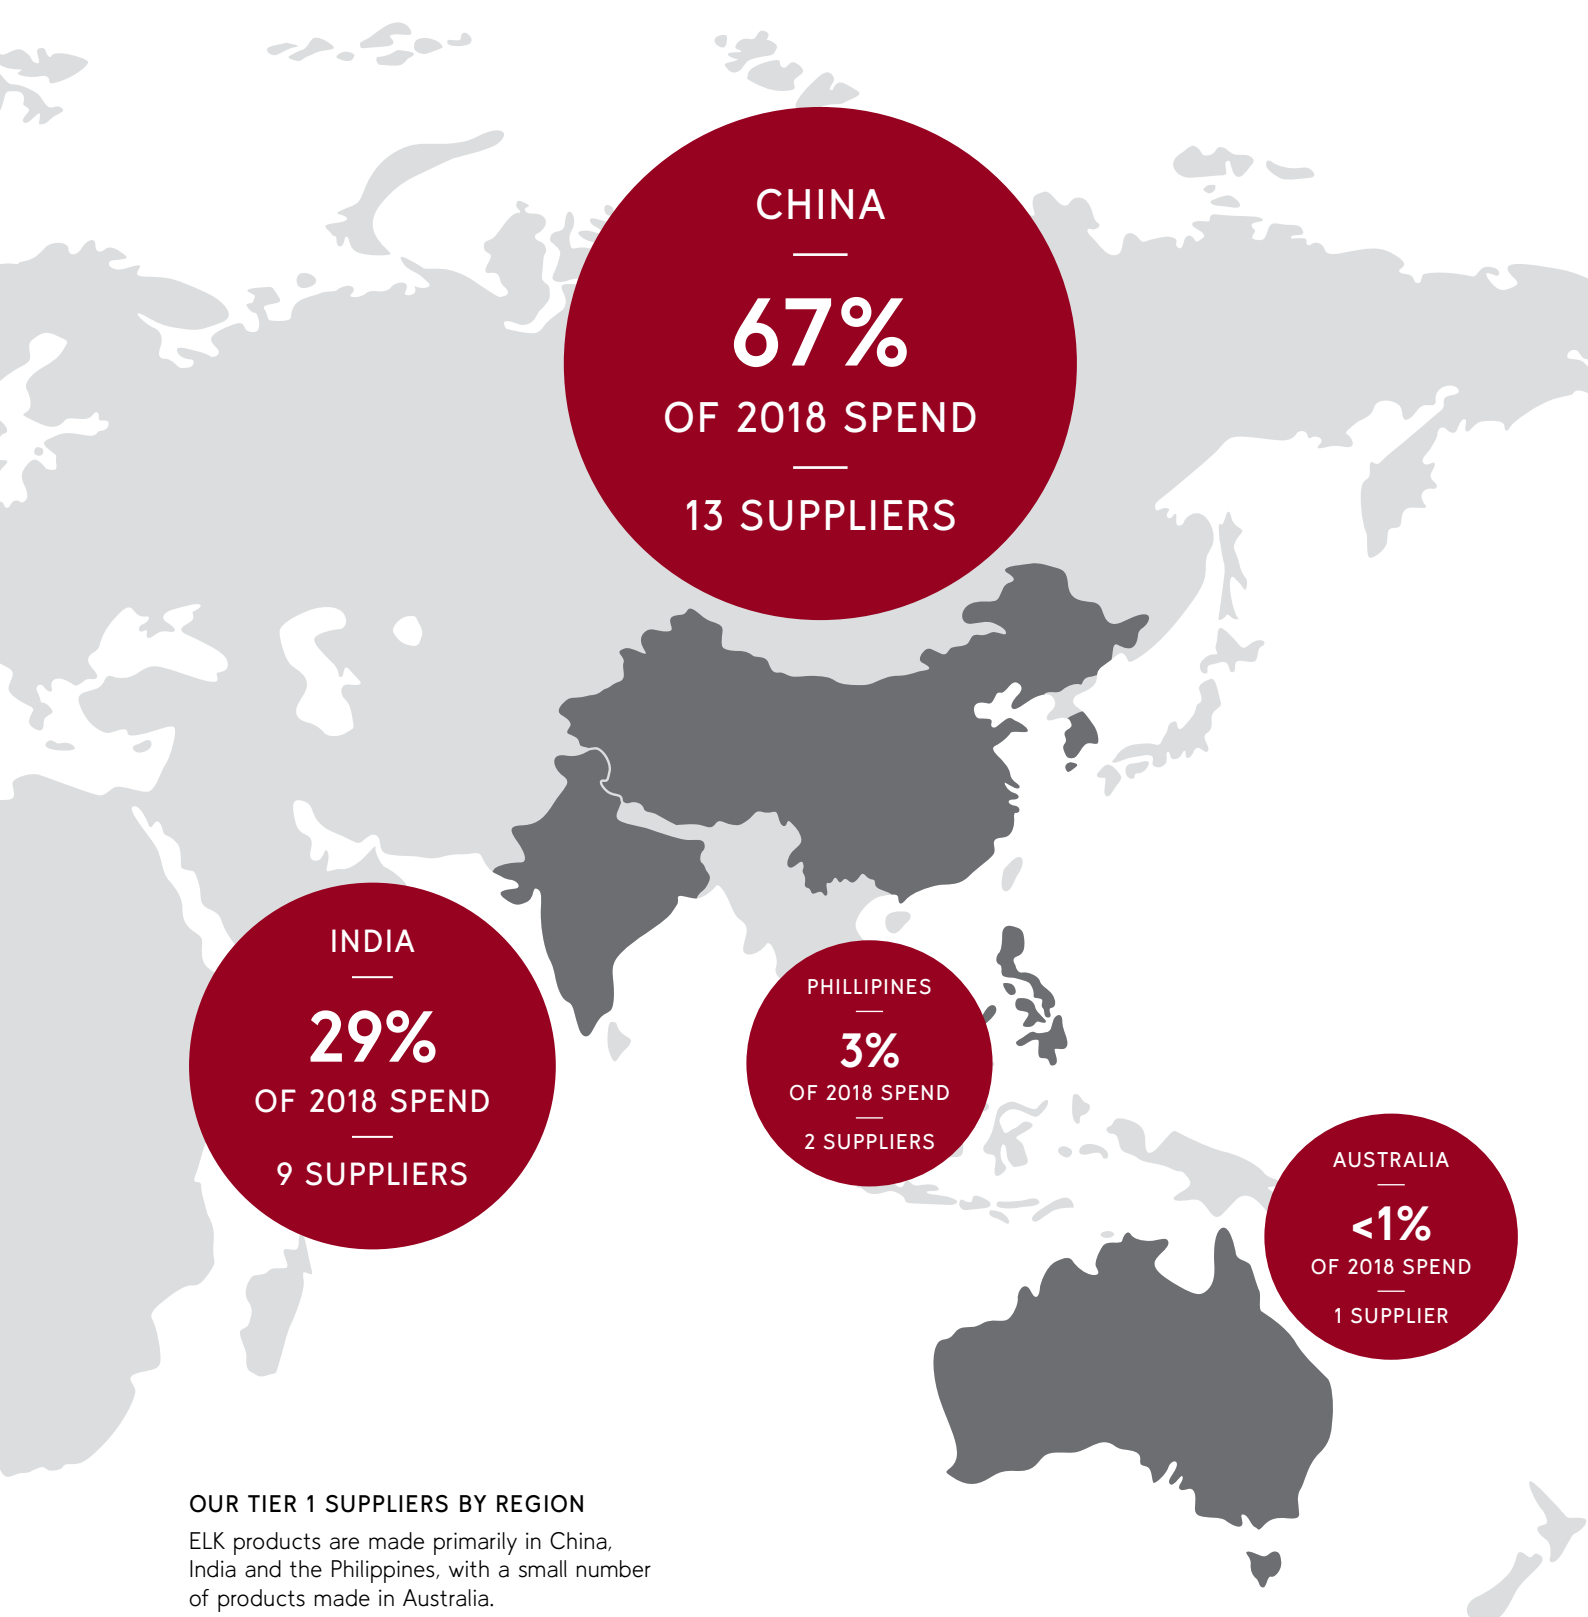 CHINA
67%
OF 2018 SPEND
13 SUPPLIERS
INDIA
29%
OF 2018 SPEND
9 SUPPLIERS
PHILLIPINES
3%
OF 2018 SPEND
2 SUPPLIERS
AUSTRALIA
<1%
OF 2018 SPEND
1 SUPPLIER
OUR TIER 1 SUPPLIERS BY REGION
ELK products are made primarily in China,
India and the Philippines, with a small number
of products made in Australia.